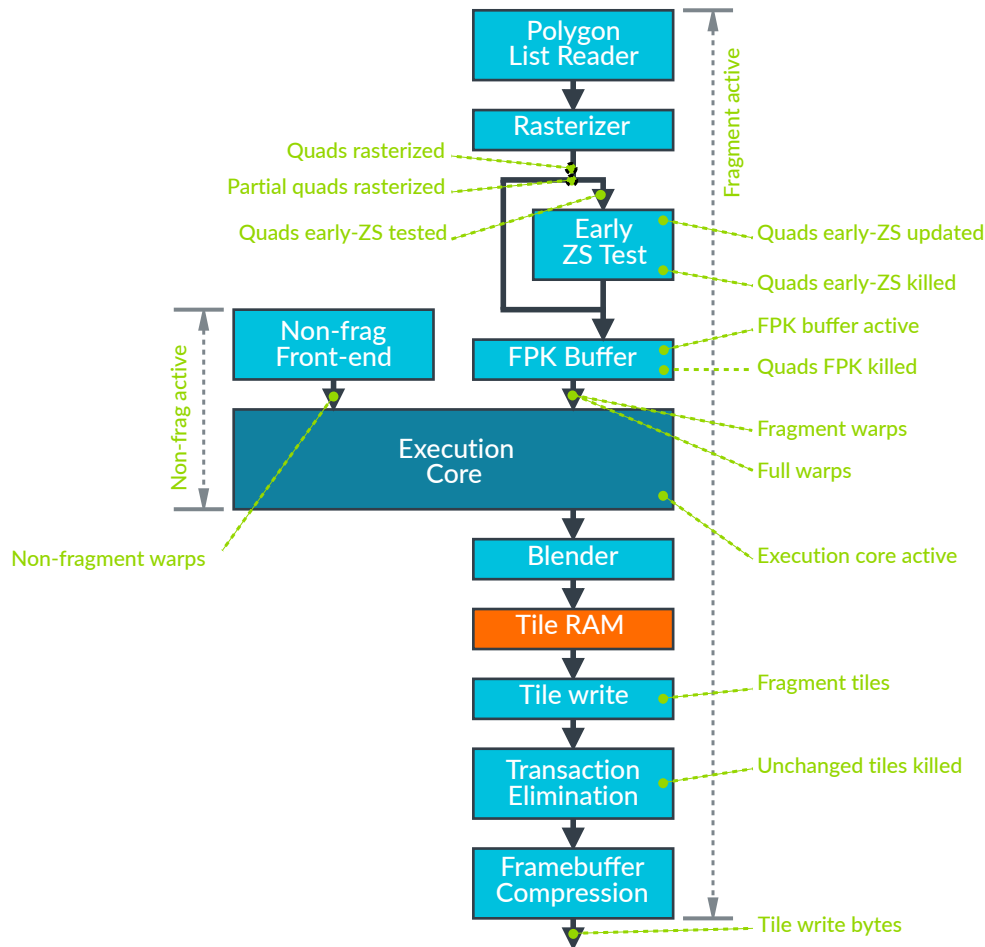 Polygon
List Reader
Rasterizer
Fragment active
Quads rasterized
Partial quads rasterized
Quads early-ZS tested
Early
ZS Test
Quads early-ZS updated
Quads early-ZS killed
Non-frag
Front-end
FPK Buffer
FPK buffer active
Quads FPK killed
Non-frag active
Execution
Core
Fragment warps
Full warps
Non-fragment warps
Execution core active
Blender
Tile RAM
Tile write
Fragment tiles
Transaction
Elimination
Unchanged tiles killed
Framebuffer
Compression
Tile write bytes